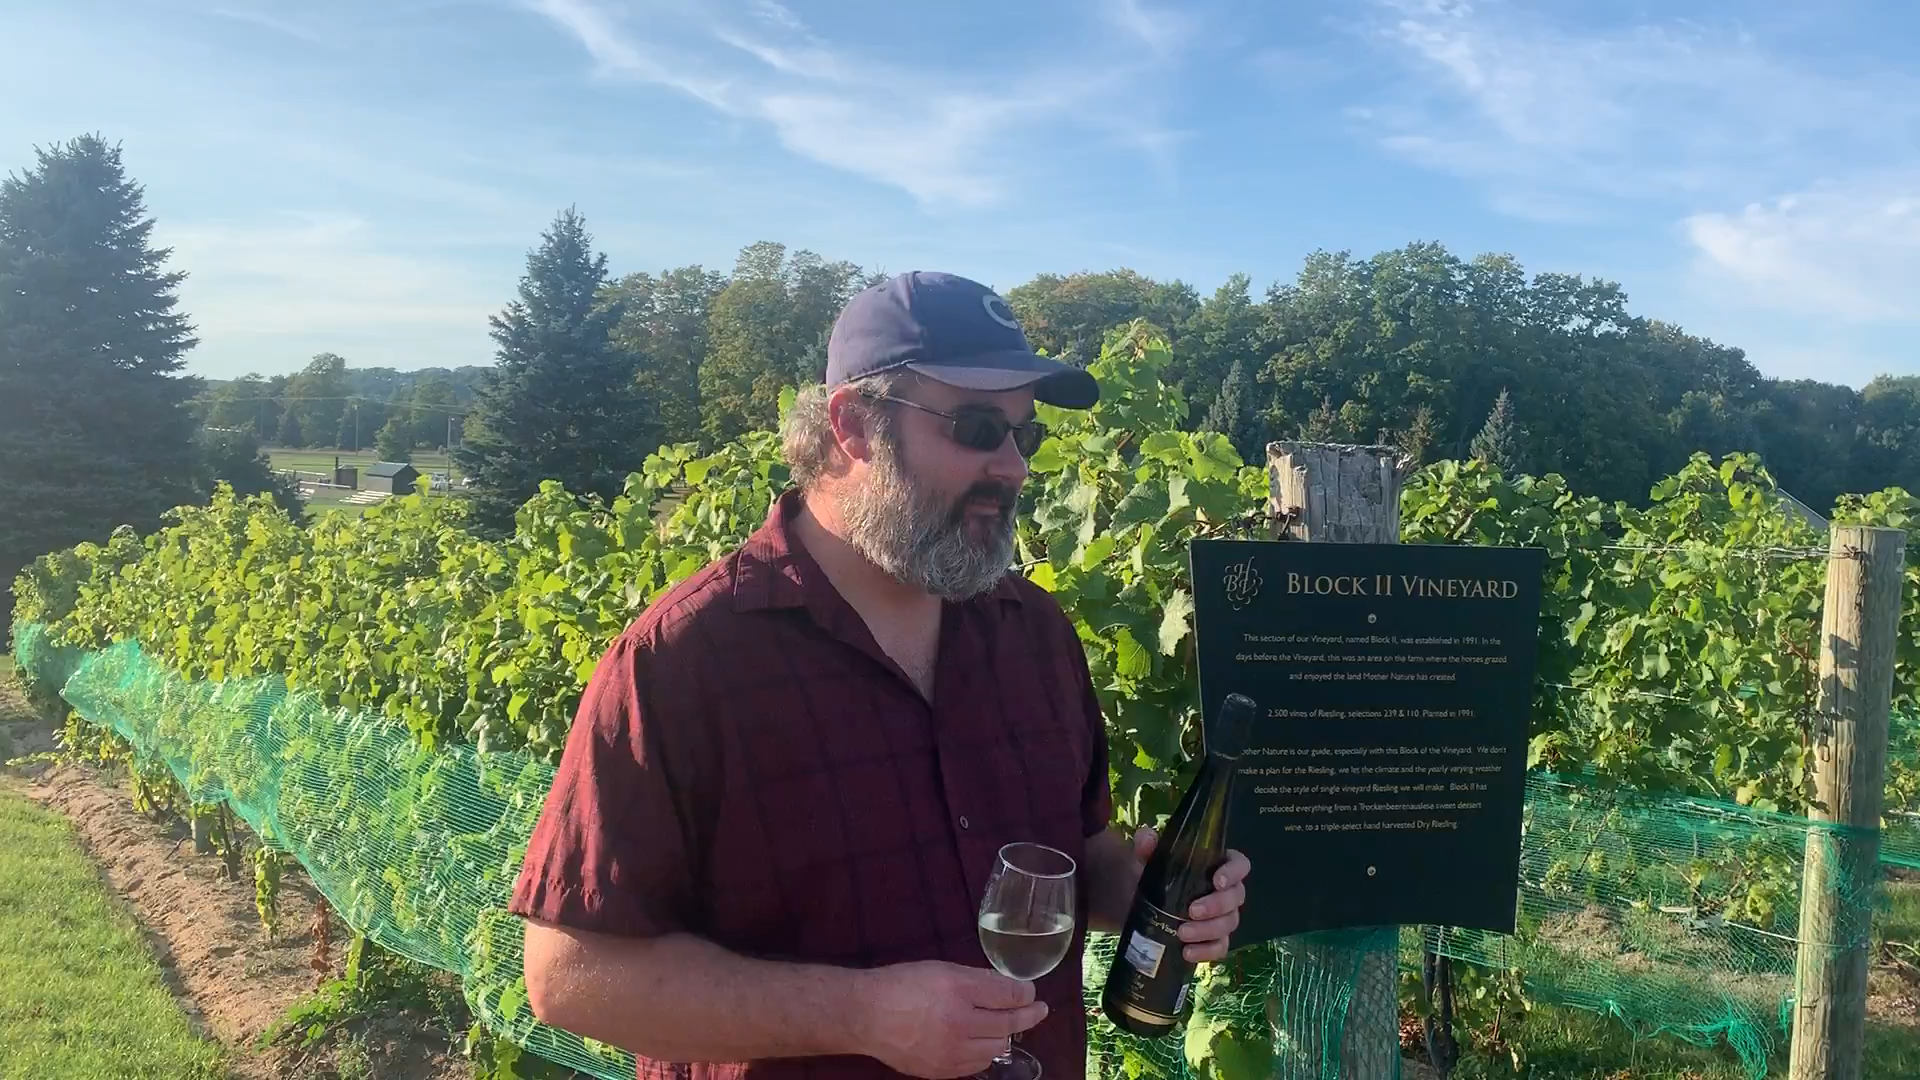 C
BHV
BLOCK II VINEYARD
This section of our Vineyard, named Block II, was established in 1991. In the
days before the Vineyard, this was an area on the farm where the horses grazed
and enjoyed the land Mother Nature has created.
2,500 vines of Riesling, selections 239 & 110. Planted in 1991.
other Nature is our guide, especially with this Block of the Vineyard. We don't
make a plan for the Riesling, we let the climate and the yearly varying weather
decide the style of single vineyard Riesling we will make. Block II has
produced everything from a Trockenbeerenauslese sweet dessert
wine, to a triple-select hand harvested Dry Riesling.